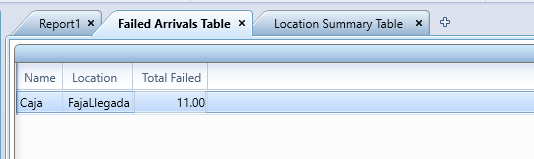 Report1 × Failed Arrivals Table × Location Summary Table ×
Name Location Total Failed
Caja FajaLlegada 11.00